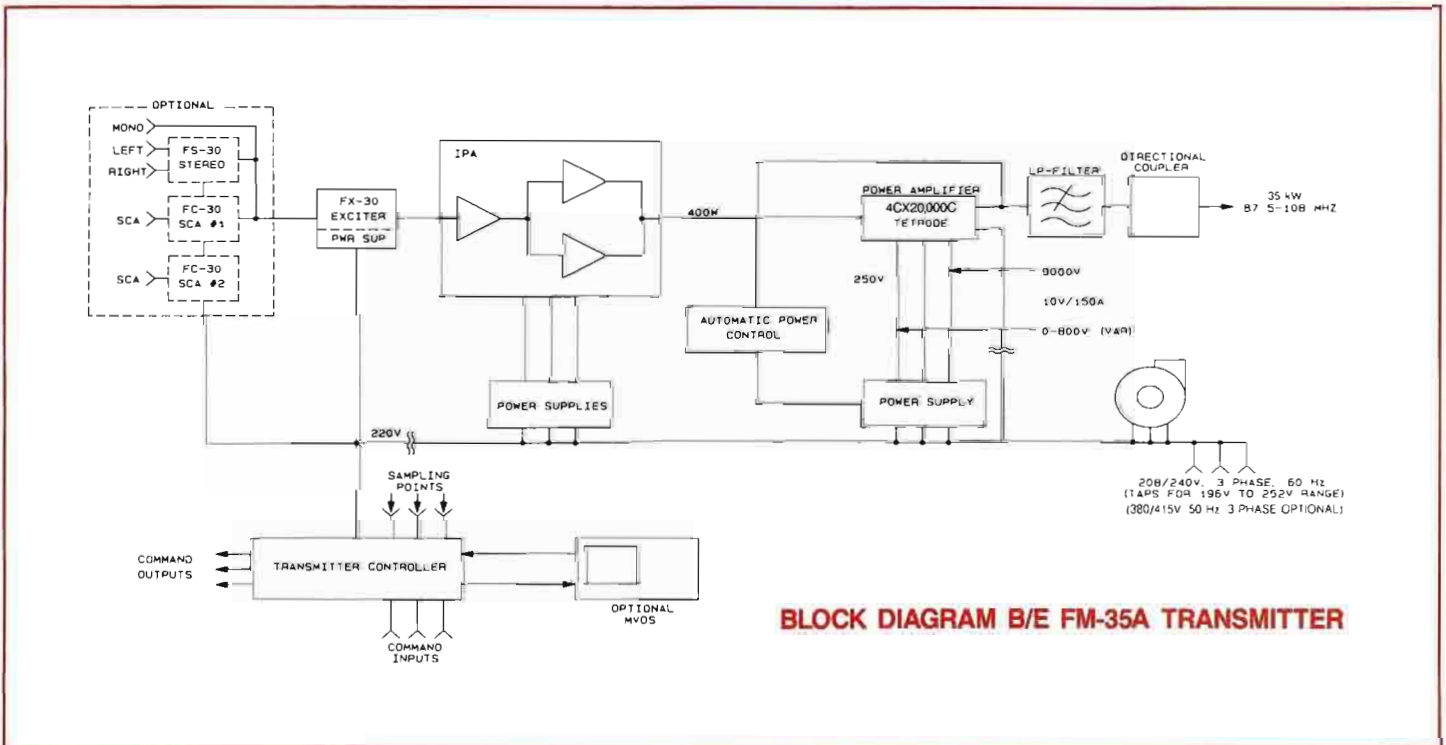 OPTIONAL
MONO
LEFT
RIGHT
FS-30
STEREO
SCA
FC-30
SCA #1
SCA
FC-30
SCA #2
FX-30
EXCITER
PWR SUP
IPA
400W
POWER AMPLIFIER
4CX20,000C
TETRODE
LP-FILTER
DIRECTIONAL
COUPLER
35 kW
87 5-108 MHZ
250V
9000V
10V/150A
0-800V (VAR)
AUTOMATIC POWER
CONTROL
POWER SUPPLIES
POWER SUPPLY
220V
208/240V, 3 PHASE, 60 Hz
(TAPS FOR 196V TO 252V RANGE)
(380/415V 50 Hz 3 PHASE OPTIONAL)
SAMPLING
POINTS
COMMAND
OUTPUTS
TRANSMITTER CONTROLLER
OPTIONAL
MVDS
COMMAND
INPUTS
BLOCK DIAGRAM B/E FM-35A TRANSMITTER